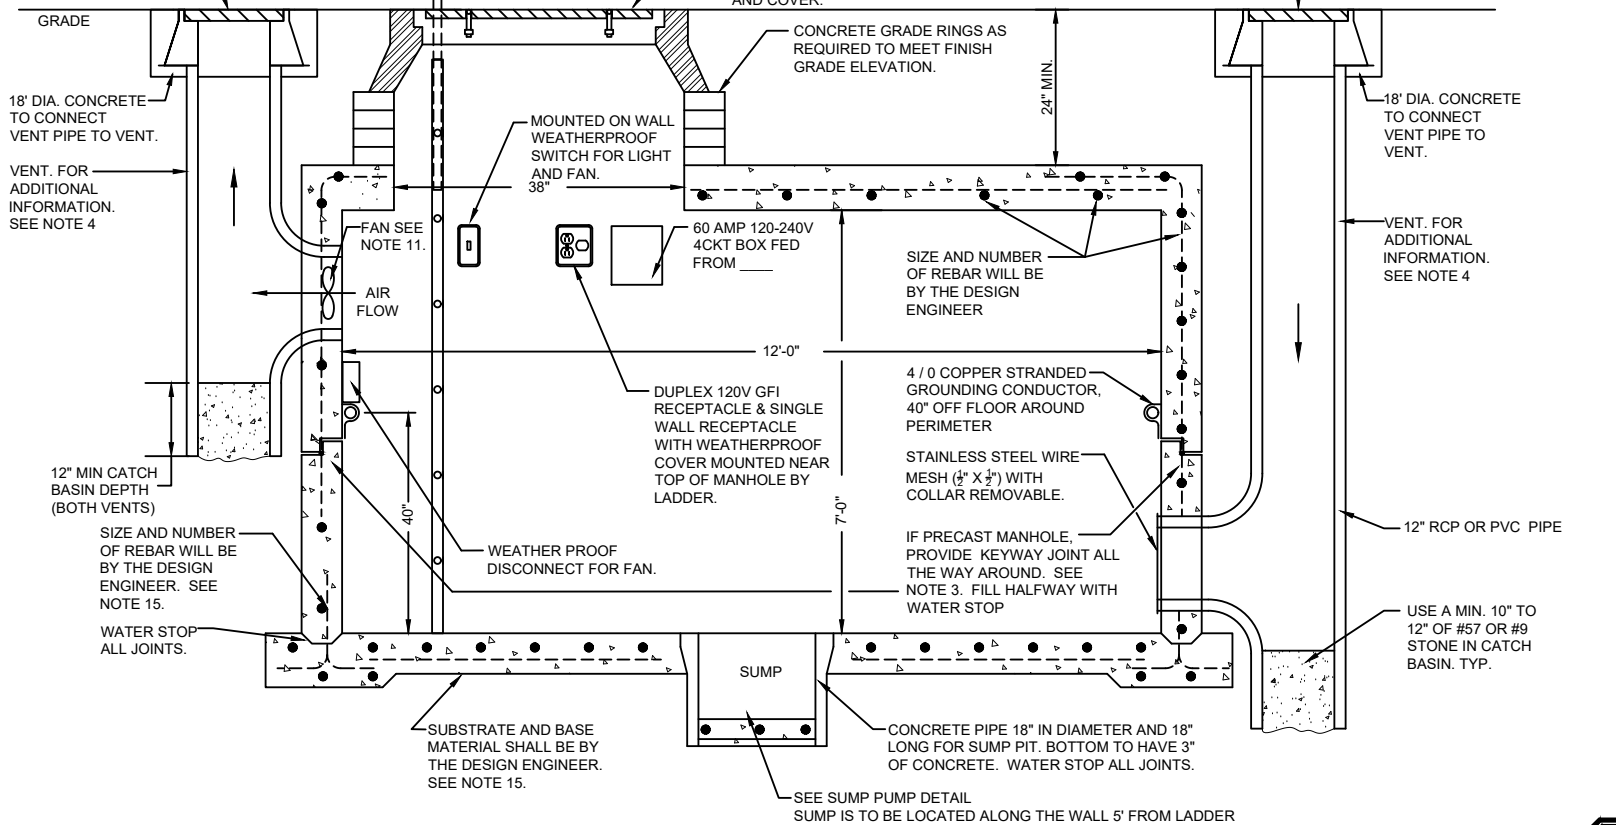 AND COVER.
GRADE
CONCRETE GRADE RINGS AS
REQUIRED TO MEET FINISH
GRADE ELEVATION.
24" MIN.
18' DIA. CONCRETE
TO CONNECT
VENT PIPE TO VENT.
18' DIA. CONCRETE
TO CONNECT
VENT PIPE TO
VENT.
MOUNTED ON WALL
WEATHERPROOF
SWITCH FOR LIGHT
AND FAN.
38"
VENT. FOR
ADDITIONAL
INFORMATION.
SEE NOTE 4
FAN SEE
NOTE 11.
60 AMP 120-240V
4CKT BOX FED
FROM ____
VENT. FOR
ADDITIONAL
INFORMATION.
SEE NOTE 4
SIZE AND NUMBER
OF REBAR WILL BE
BY THE DESIGN
ENGINEER
AIR
FLOW
12'-0"
DUPLEX 120V GFI
RECEPTACLE & SINGLE
WALL RECEPTACLE
WITH WEATHERPROOF
COVER MOUNTED NEAR
TOP OF MANHOLE BY
LADDER.
4 / 0 COPPER STRANDED
GROUNDING CONDUCTOR,
40" OFF FLOOR AROUND
PERIMETER
STAINLESS STEEL WIRE
MESH (½" X ½") WITH
COLLAR REMOVABLE.
12" MIN CATCH
BASIN DEPTH
(BOTH VENTS)
40"
7'-0"
SIZE AND NUMBER
OF REBAR WILL BE
BY THE DESIGN
ENGINEER. SEE
NOTE 15.
WEATHER PROOF
DISCONNECT FOR FAN.
IF PRECAST MANHOLE,
PROVIDE KEYWAY JOINT ALL
THE WAY AROUND. SEE
NOTE 3. FILL HALFWAY WITH
WATER STOP
12" RCP OR PVC PIPE
WATER STOP
ALL JOINTS.
USE A MIN. 10" TO
12" OF #57 OR #9
STONE IN CATCH
BASIN. TYP.
SUMP
SUBSTRATE AND BASE
MATERIAL SHALL BE BY
THE DESIGN ENGINEER.
SEE NOTE 15.
CONCRETE PIPE 18" IN DIAMETER AND 18"
LONG FOR SUMP PIT. BOTTOM TO HAVE 3"
OF CONCRETE. WATER STOP ALL JOINTS.
SEE SUMP PUMP DETAIL
SUMP IS TO BE LOCATED ALONG THE WALL 5' FROM LADDER